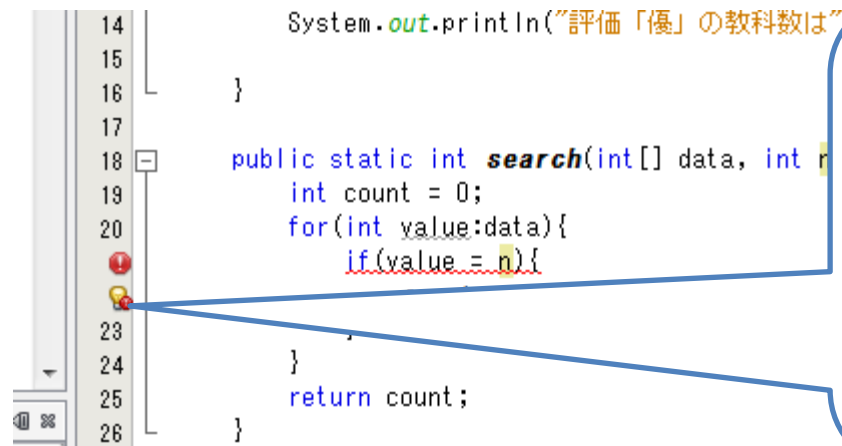 14 System.out.println("評価「優」の教科数は"
15
16 }
17
18 public static int search(int[] data, int n
19 int count = 0;
20 for(int value:data){
if(value = n){
23 }
24 }
25 return count;
26 }